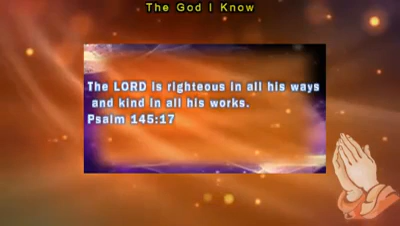 The God I Know
The LORD is righteous in all his ways
and kind in all his works.
Psalm 145:17